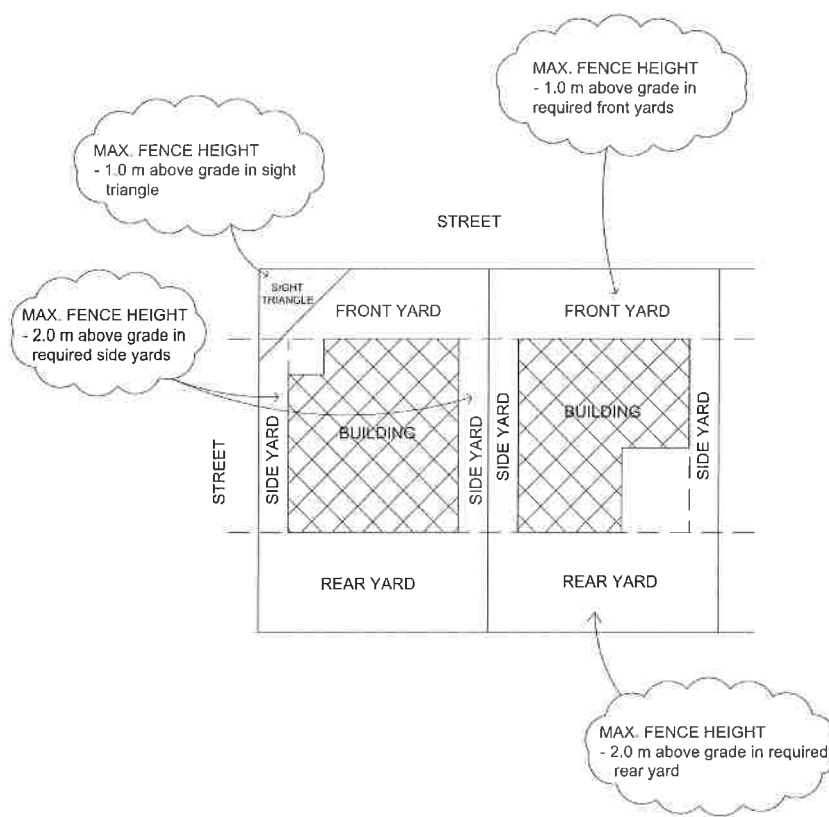 MAX. FENCE HEIGHT
- 1.0 m above grade in
required front yards
MAX. FENCE HEIGHT
- 1.0 m above grade in sight
triangle
STREET
SIGHT
TRIANGLE
FRONT YARD
FRONT YARD
MAX. FENCE HEIGHT
- 2.0 m above grade in
required side yards
BUILDING
BUILDING
STREET
SIDE YARD
SIDE YARD
SIDE YARD
SIDE YARD
REAR YARD
REAR YARD
MAX. FENCE HEIGHT
- 2.0 m above grade in required
rear yard